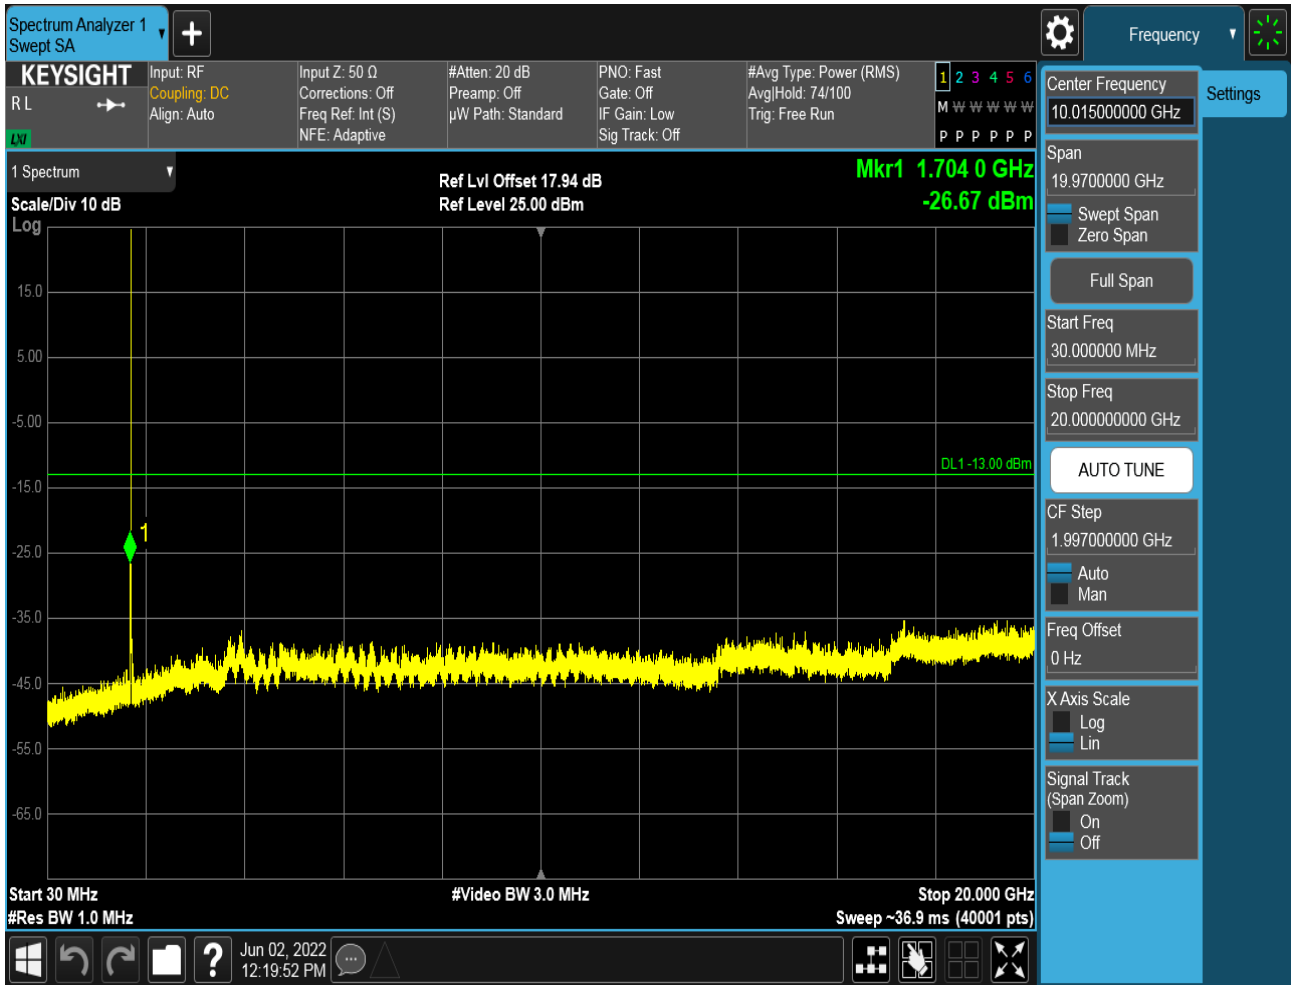 Spectrum Analyzer 1
Swept SA
Frequency
KEYSIGHT
R L
LXI
Input: RF
Coupling: DC
Align: Auto
Input Z: 50 Ω
Corrections: Off
Freq Ref: Int (S)
NFE: Adaptive
#Atten: 20 dB
Preamp: Off
µW Path: Standard
PNO: Fast
Gate: Off
IF Gain: Low
Sig Track: Off
#Avg Type: Power (RMS)
Avg|Hold: 74/100
Trig: Free Run
1 2 3 4 5 6
M W W W W W
P P P P P P
1 Spectrum
Scale/Div 10 dB
Log
Ref Lvl Offset 17.94 dB
Ref Level 25.00 dBm
Mkr1 1.704 0 GHz
-26.67 dBm
15.0
5.00
-5.00
DL1 -13.00 dBm
-15.0
1
-25.0
-35.0
-45.0
-55.0
-65.0
Start 30 MHz
#Res BW 1.0 MHz
#Video BW 3.0 MHz
Stop 20.000 GHz
Sweep ~36.9 ms (40001 pts)
Jun 02, 2022
12:19:52 PM
Center Frequency
10.015000000 GHz
Settings
Span
19.9700000 GHz
Swept Span
Zero Span
Full Span
Start Freq
30.000000 MHz
Stop Freq
20.000000000 GHz
AUTO TUNE
CF Step
1.997000000 GHz
Auto
Man
Freq Offset
0 Hz
X Axis Scale
Log
Lin
Signal Track
(Span Zoom)
On
Off